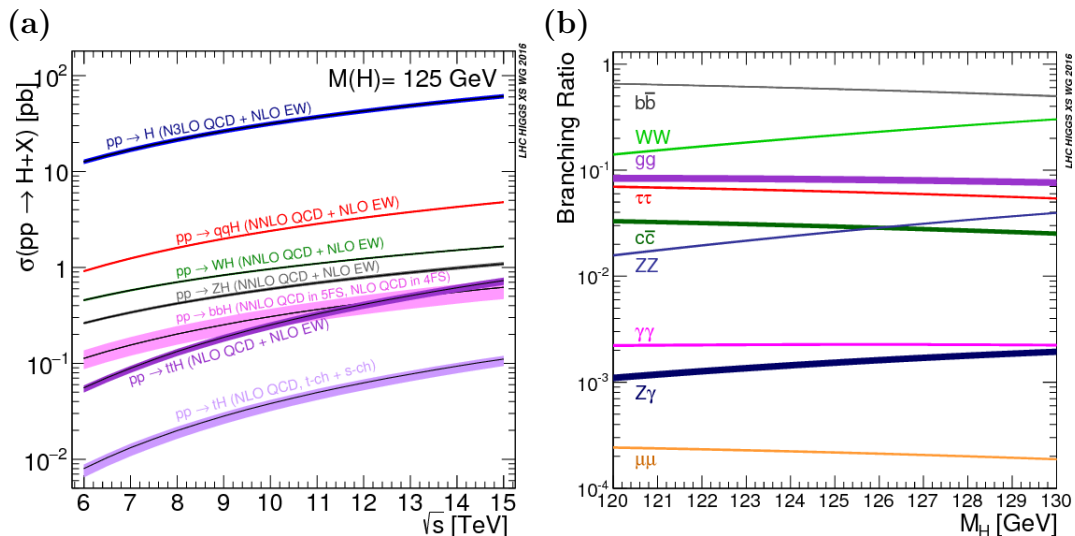 (a)
σ(pp → H+X) [pb]
10²
10
1
10⁻¹
10⁻²
M(H)= 125 GeV
LHC HIGGS XS WG 2016
pp → H (N3LO QCD + NLO EW)
pp → qqH (NNLO QCD + NLO EW)
pp → WH (NNLO QCD + NLO EW)
pp → ZH (NNLO QCD + NLO EW)
pp → bbH (NNLO QCD in 5FS, NLO QCD in 4FS)
pp → ttH (NLO QCD + NLO EW)
pp → tH (NLO QCD, t-ch + s-ch)
6 7 8 9 10 11 12 13 14 15
√s [TeV]
(b)
Branching Ratio
1
10⁻¹
10⁻²
10⁻³
10⁻⁴
LHC HIGGS XS WG 2016
bb̅
WW
gg
ττ
cc̅
ZZ
γγ
Zγ
μμ
120 121 122 123 124 125 126 127 128 129 130
M_H [GeV]